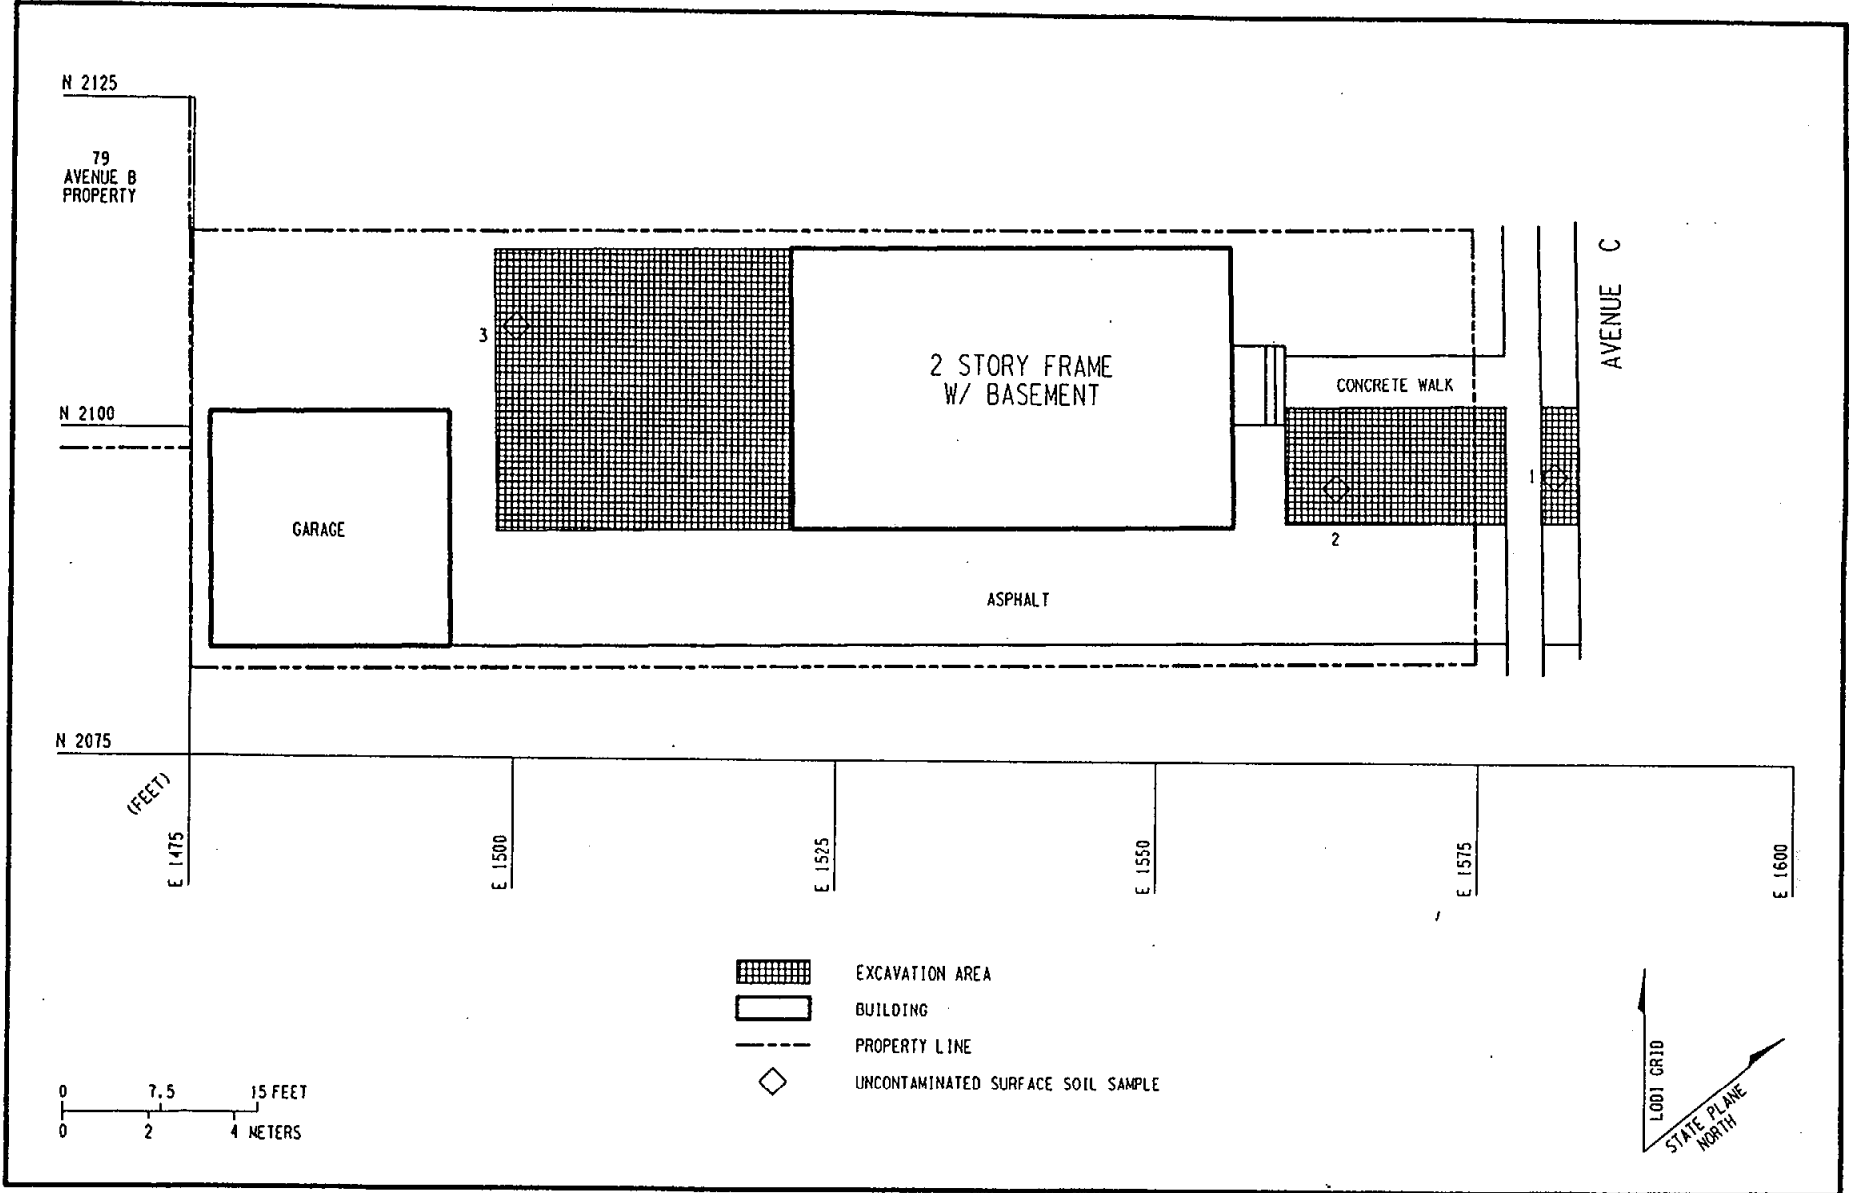 N 2125
79
AVENUE B
PROPERTY
AVENUE C
3
2 STORY FRAME
W/ BASEMENT
CONCRETE WALK
N 2100
1
GARAGE
2
ASPHALT
N 2075
(FEET)
E 1475
E 1500
E 1525
E 1550
E 1575
E 1600
EXCAVATION AREA
BUILDING
PROPERTY LINE
UNCONTAMINATED SURFACE SOIL SAMPLE
0 7.5 15 FEET
0 2 4 METERS
LODI GRID
STATE PLANE
NORTH